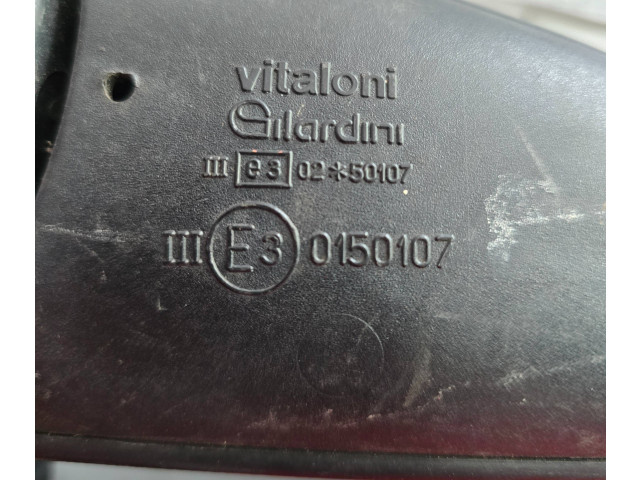 vitaloni
Gilardini
III e3 02*50107
III E3 0150107